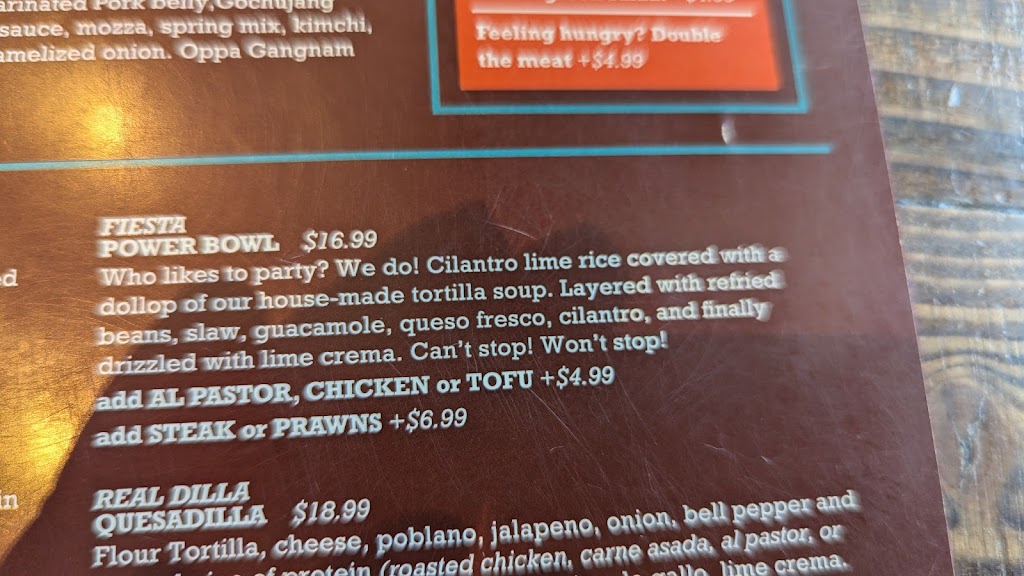 arinated Pork Belly, Gochujang
sauce, mozza, spring mix, kimchi,
amelized onion. Oppa Gangnam
Feeling hungry? Double
the meat +$4.99
ed
in
FIESTA
POWER BOWL $16.99
Who likes to party? We do! Cilantro lime rice covered with a
dollop of our house-made tortilla soup. Layered with refried
beans, slaw, guacamole, queso fresco, cilantro, and finally
drizzled with lime crema. Can't stop! Won't stop!
add AL PASTOR, CHICKEN or TOFU +$4.99
add STEAK or PRAWNS +$6.99
REAL DILLA
QUESADILLA $18.99
Flour Tortilla, cheese, poblano, jalapeno, onion, bell pepper and
of protein (roasted chicken, carne asada, al pastor, or
gallo, lime crema.